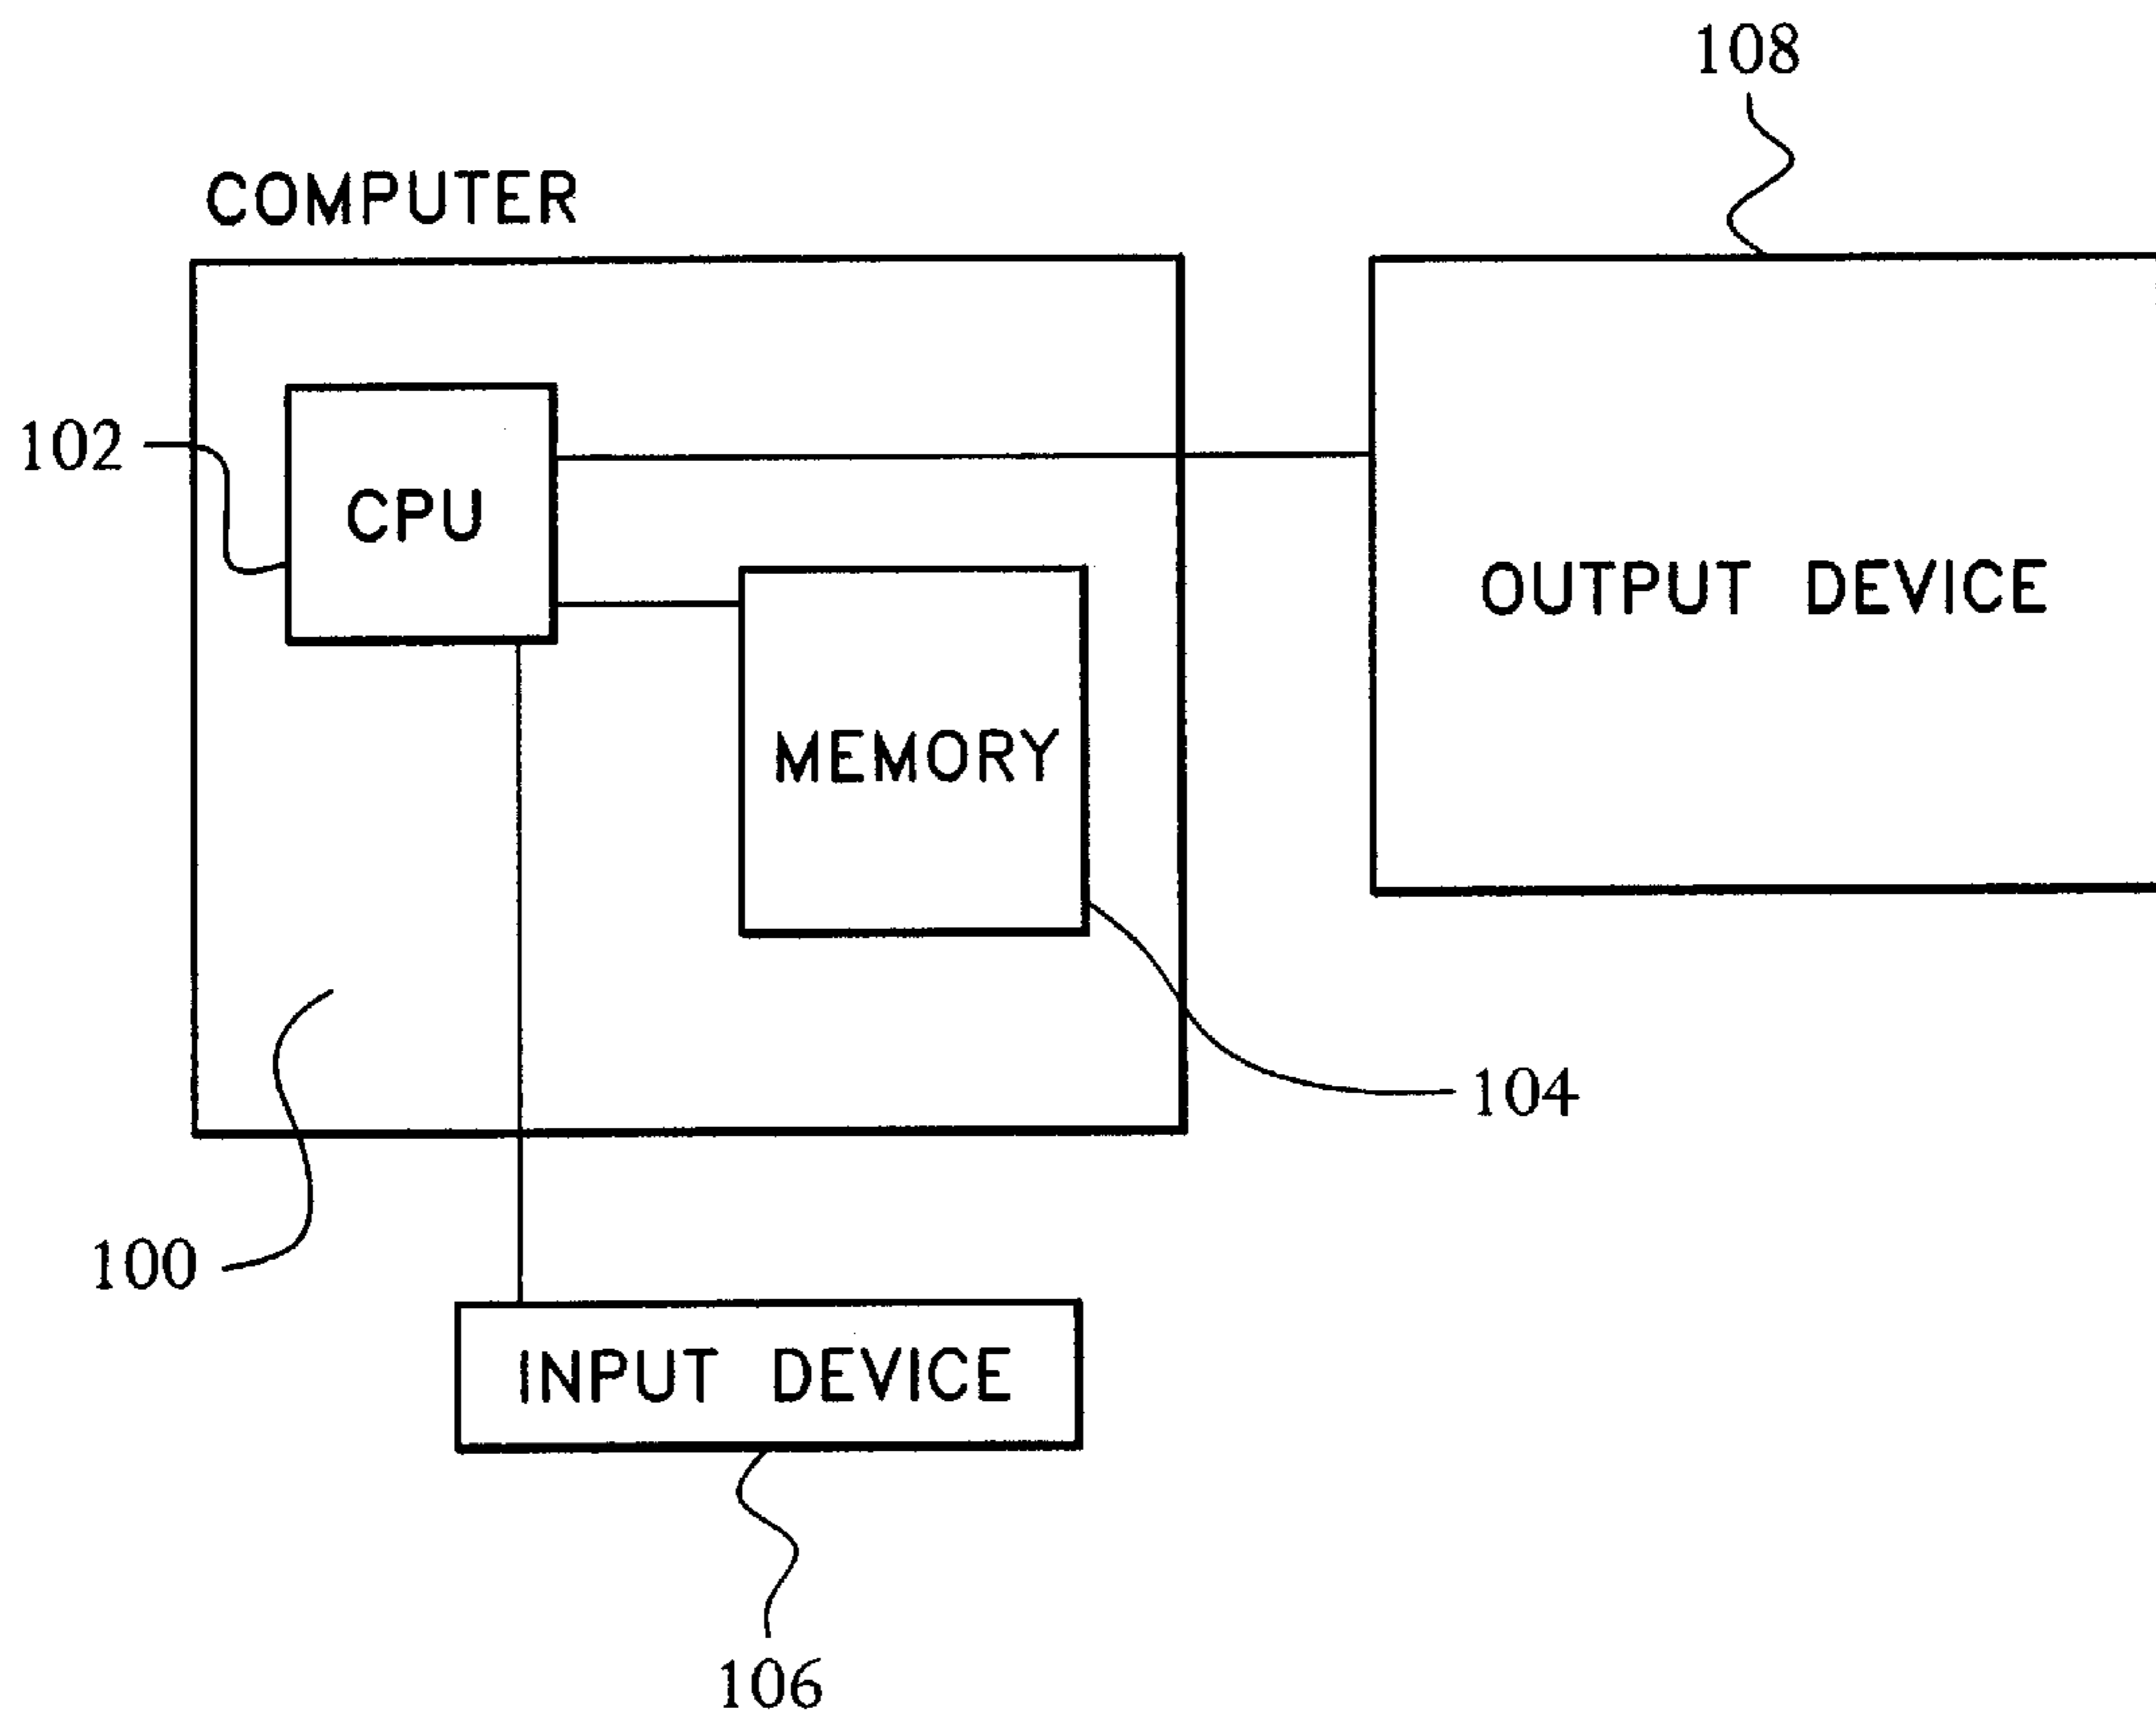 108
COMPUTER
102
CPU
OUTPUT DEVICE
MEMORY
104
100
INPUT DEVICE
106